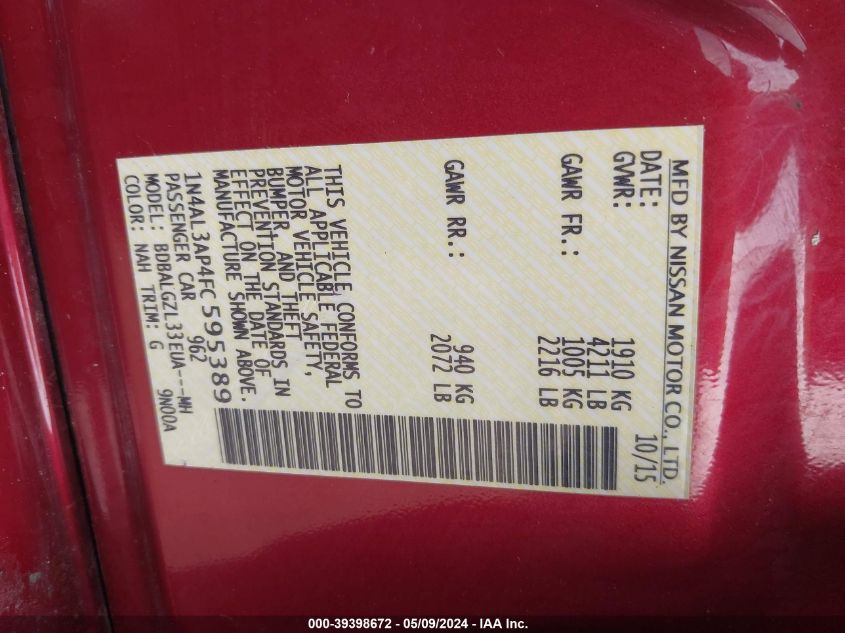 MFD BY NISSAN MOTOR CO., LTD.
DATE: 10/15
GVWR: 1910 KG
4211 LB
GAWR FR.: 1005 KG
2216 LB
GAWR RR.: 940 KG
2072 LB
THIS VEHICLE CONFORMS TO
ALL APPLICABLE FEDERAL
MOTOR VEHICLE SAFETY,
BUMPER, AND THEFT
PREVENTION STANDARDS IN
EFFECT ON THE DATE OF
MANUFACTURE SHOWN ABOVE.
1N4AL3AP4FC595389
PASSENGER CAR 962
MODEL: BDBALGZL33EUA---MH
COLOR: NAH TRIM: G 9N00A
000-39398672 - 05/09/2024 - IAA Inc.